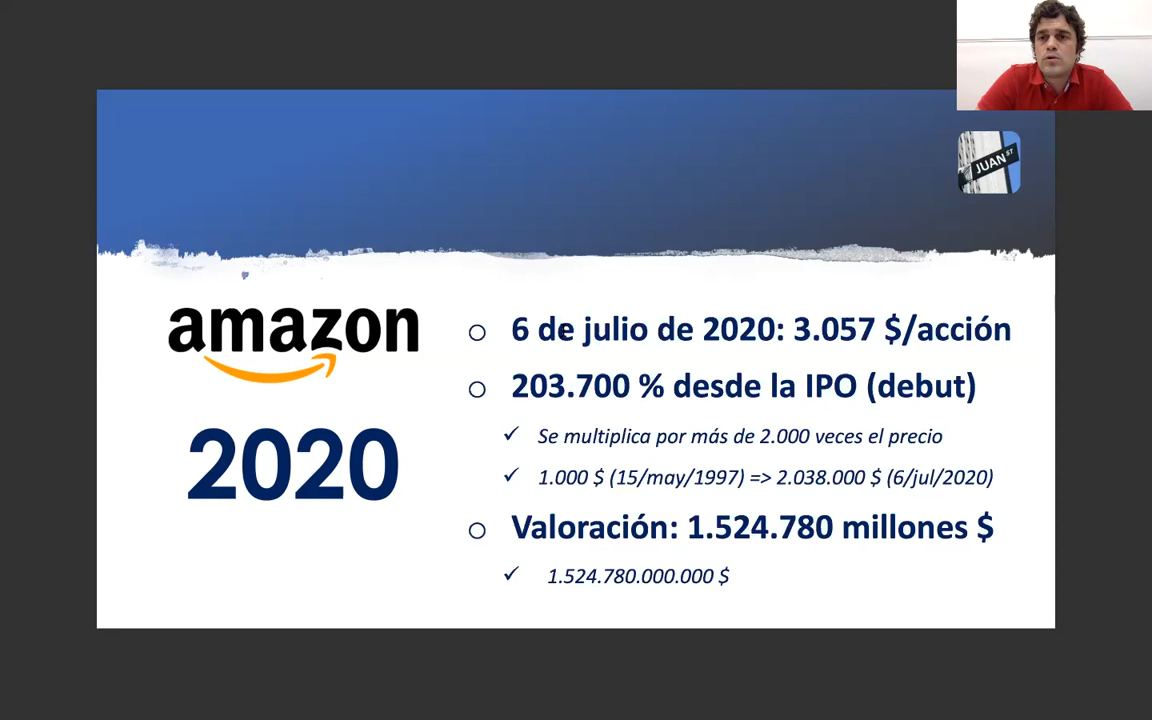 JUAN ST
amazon
2020
6 de julio de 2020: 3.057 $/acción
203.700 % desde la IPO (debut)
Se multiplica por más de 2.000 veces el precio
1.000 $ (15/may/1997) => 2.038.000 $ (6/jul/2020)
Valoración: 1.524.780 millones $
1.524.780.000.000 $